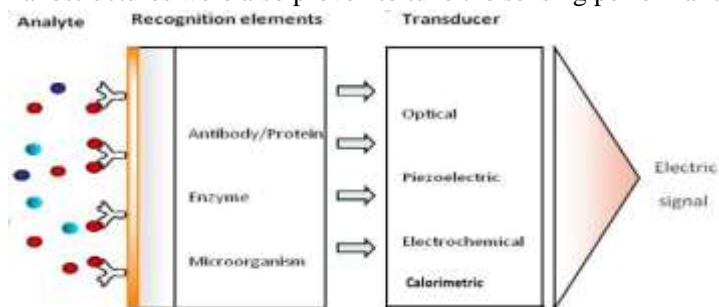 Analyte
Recognition elements
Transducer
Antibody/Protein
Enzyme
Microorganism
Optical
Piezoelectric
Electrochemical
Calorimetric
Electric
signal